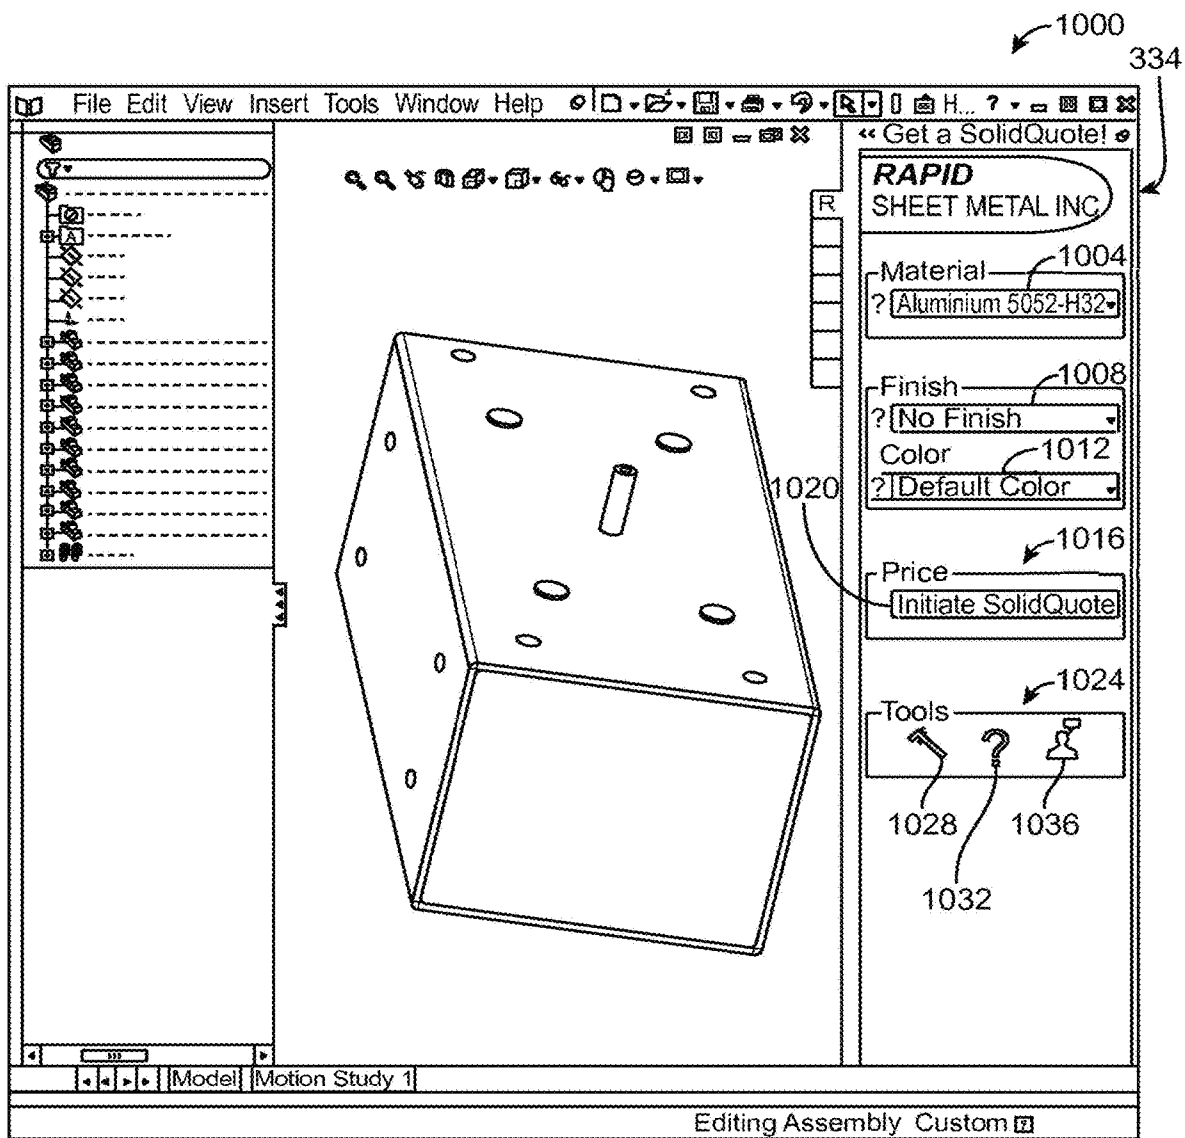 1000
334
File Edit View Insert Tools Window Help H... ?
<< Get a SolidQuote!
RAPID
SHEET METAL INC
R
A
Material
1004
? Aluminium 5052-H32
Finish
1008
? No Finish
Color
1012
? Default Color
1020
1016
Price
Initiate SolidQuote
1024
Tools
?
1028
1036
1032
Model Motion Study 1
Editing Assembly Custom ?